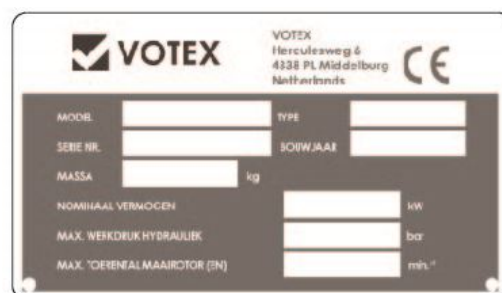 VOTEX
VOTEX
Herculesweg 6
4338 PL Middelburg
Netherlands
CE
MODEL TYPE
SERIE NR. BOUWJAAR
MASSA kg
NOMINAAL VERMOGEN kW
MAX. WERKDRUK HYDRAULIEK bar
MAX. TOERENTAL MAAIROTOR (EN) min.⁻¹